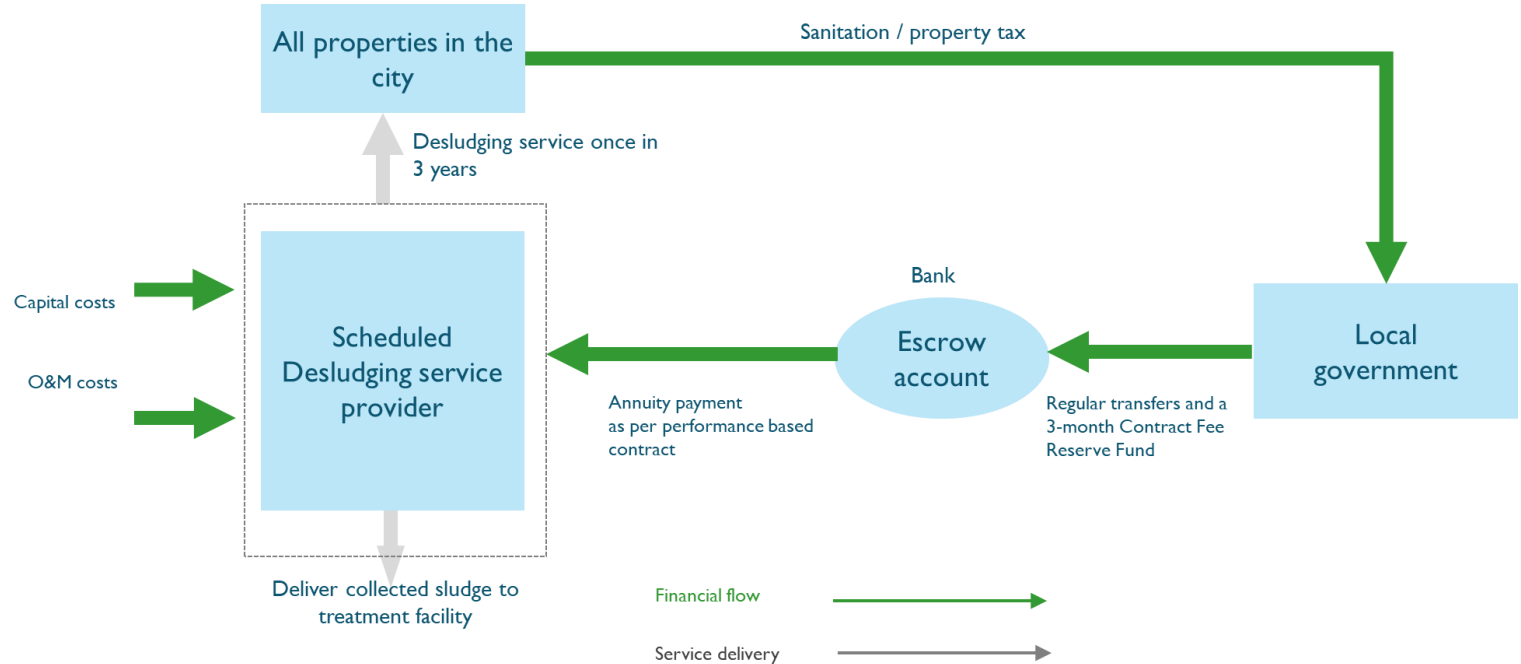 All properties in the
city
Sanitation / property tax
Desludging service once in
3 years
Capital costs
O&M costs
Scheduled
Desludging service
provider
Bank
Escrow
account
Local
government
Annuity payment
as per performance based
contract
Regular transfers and a
3-month Contract Fee
Reserve Fund
Deliver collected sludge to
treatment facility
Financial flow
Service delivery